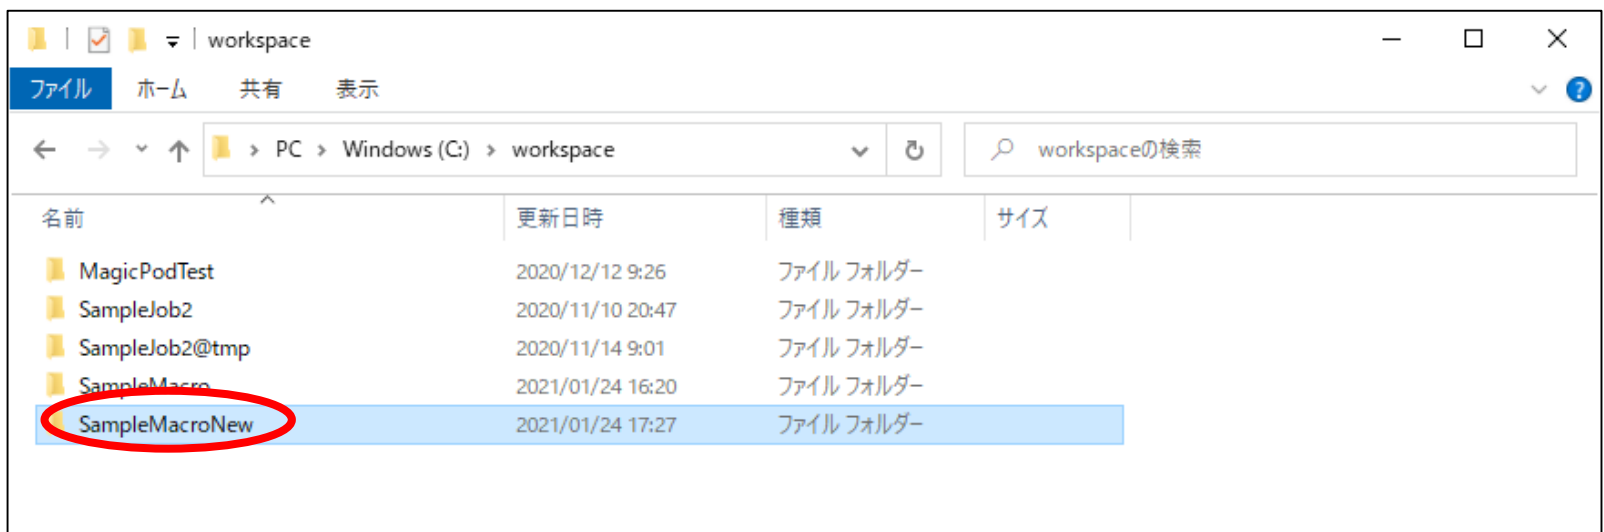 workspace
ファイル ホーム 共有 表示
PC > Windows (C:) > workspace workspaceの検索
名前 更新日時 種類 サイズ
MagicPodTest 2020/12/12 9:26 ファイル フォルダー
SampleJob2 2020/11/10 20:47 ファイル フォルダー
SampleJob2@tmp 2020/11/14 9:01 ファイル フォルダー
SampleMacro 2021/01/24 16:20 ファイル フォルダー
SampleMacroNew 2021/01/24 17:27 ファイル フォルダー